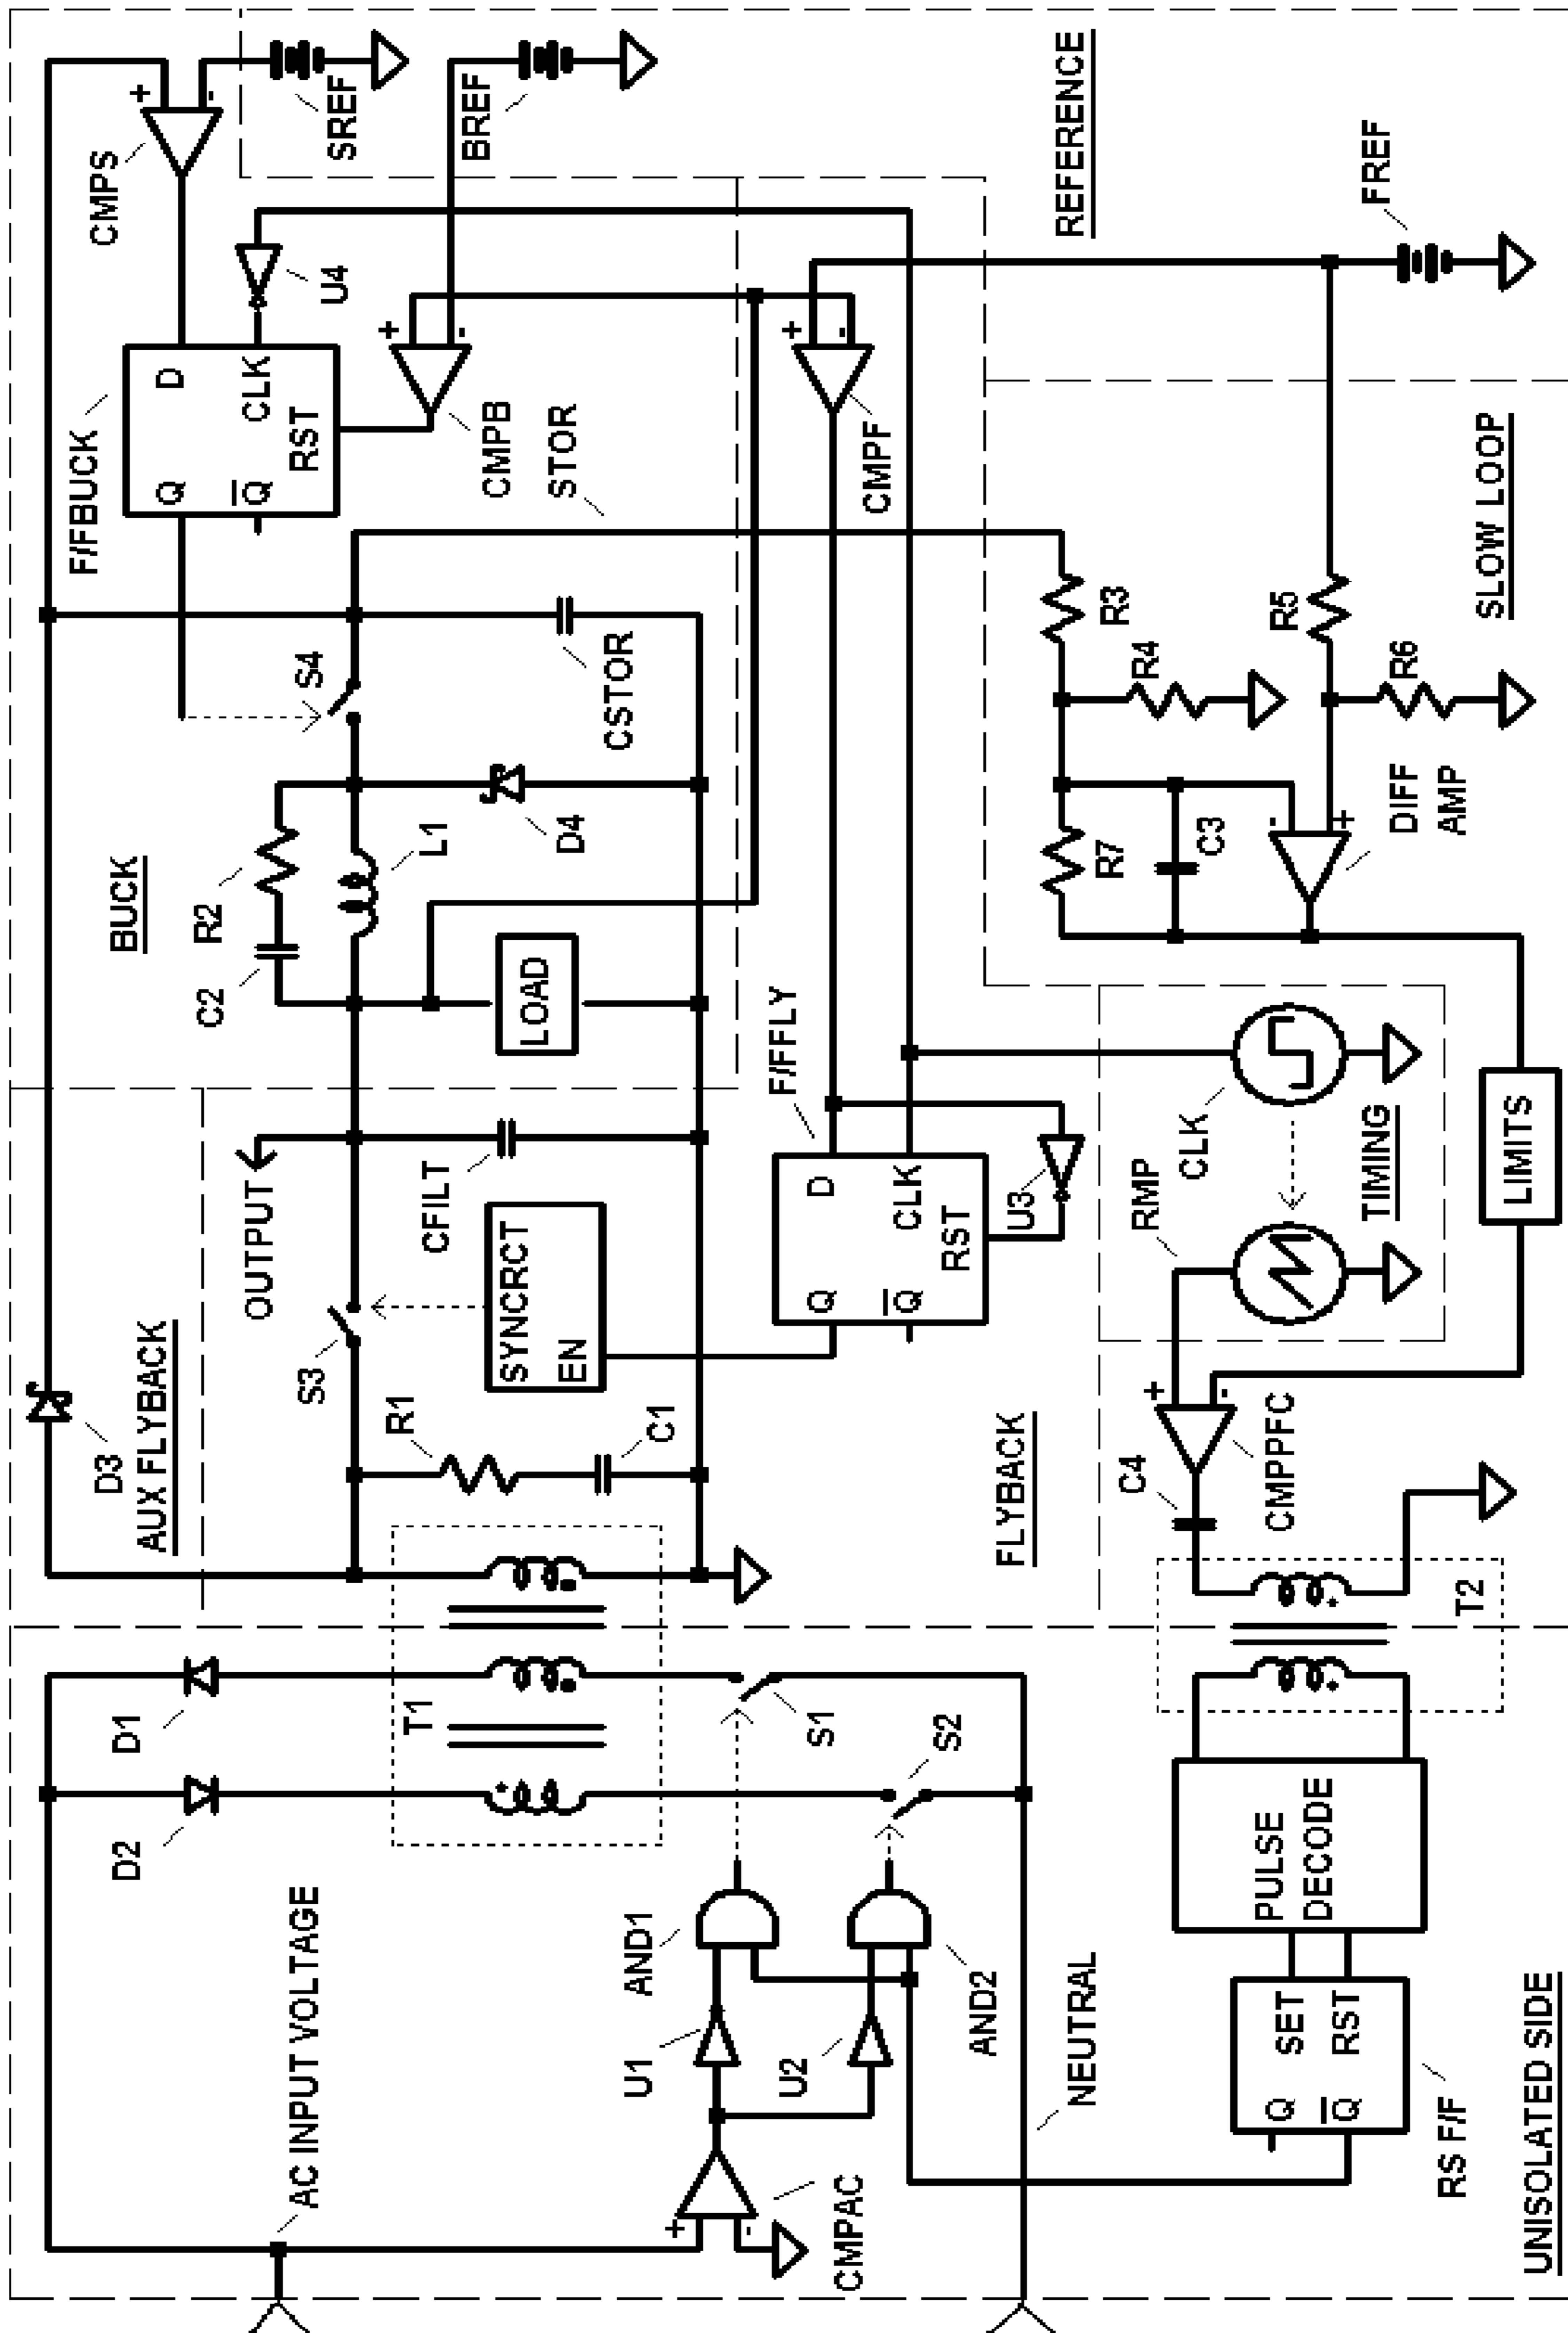 AC INPUT VOLTAGE
D2
D1
D3
AUX FLYBACK
OUTPUT
S3
R1
C1
T1
SYNCRCT
EN
CFILT
C2
R2
BUCK
L1
D4
LOAD
S4
CSTOR
STOR
F/FBUCK
Q
D
Q
CLK
RST
U4
CMPS
+
-
SREF
BREF
CMPB
+
-
CMPF
+
-
REFERENCE
FREF
U1
U2
AND1
AND2
S1
S2
CMPAC
+
-
NEUTRAL
FLYBACK
F/FFLY
Q
D
Q
CLK
RST
U3
RMP
CLK
TIMING
R7
C3
R3
R4
R5
R6
-
+
DIFF
AMP
SLOW LOOP
LIMITS
C4
CMPPFC
+
-
T2
PULSE
DECODE
Q
SET
Q
RST
RS F/F
UNISOLATED SIDE